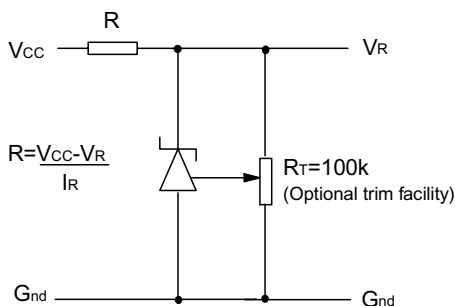 R
VCC
VR
R=VCC-VR
IR
RT=100k
(Optional trim facility)
Gnd
Gnd